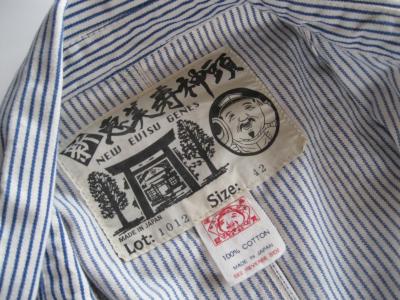 新 恵美寿神頭
NEW EVISU GENES
MADE IN JAPAN
Lot: 1012 Size: 42
100% COTTON
MADE IN JAPAN